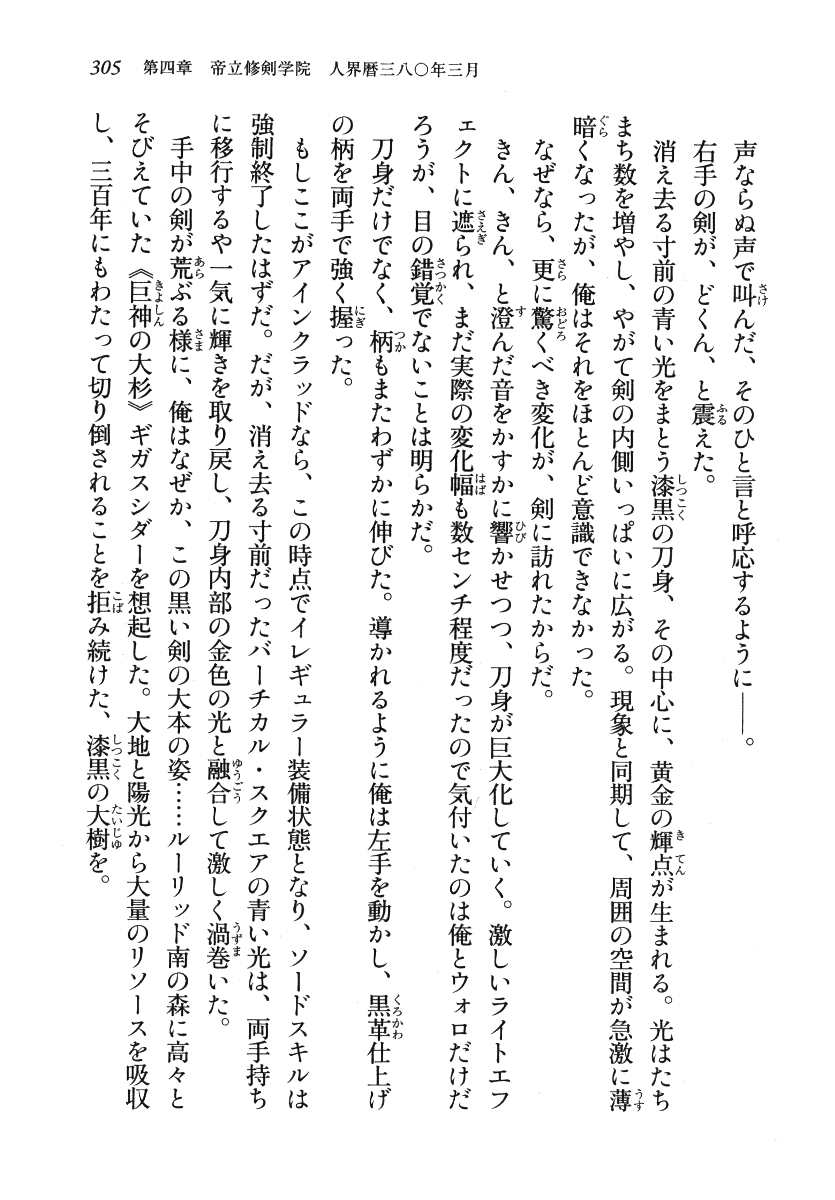 305 第四章 帝立修剣学院 人界暦三八〇年三月
声ならぬ声で叫んだ、そのひと言と呼応するように――。
右手の剣が、どくん、と震えた。
消え去る寸前の青い光をまとう漆黒の刀身、その中心に、黄金の輝点が生まれる。光はたち
まち数を増やし、やがて剣の内側いっぱいに広がる。現象と同期して、周囲の空間が急激に薄
暗くなったが、俺はそれをほとんど意識できなかった。
なぜなら、更に驚くべき変化が、剣に訪れたからだ。
きん、きん、と澄んだ音をかすかに響かせつつ、刀身が巨大化していく。激しいライトエフ
ェクトに遮られ、まだ実際の変化幅も数センチ程度だったので気付いたのは俺とウォロだけだ
ろうが、目の錯覚でないことは明らかだ。
刀身だけでなく、柄もまたわずかに伸びた。導かれるように俺は左手を動かし、黒革仕上げ
の柄を両手で強く握った。
もしここがアインクラッドなら、この時点でイレギュラー装備状態となり、ソードスキルは
強制終了したはずだ。だが、消え去る寸前だったバーチカル・スクエアの青い光は、両手持ち
に移行するや一気に輝きを取り戻し、刀身内部の金色の光と融合して激しく渦巻いた。
手中の剣が荒ぶる様に、俺はなぜか、この黒い剣の大本の姿……ルーリッド南の森に高々と
そびえていた《巨神の大杉》ギガスシダーを想起した。大地と陽光から大量のリソースを吸収
し、三百年にもわたって切り倒されることを拒み続けた、漆黒の大樹を。